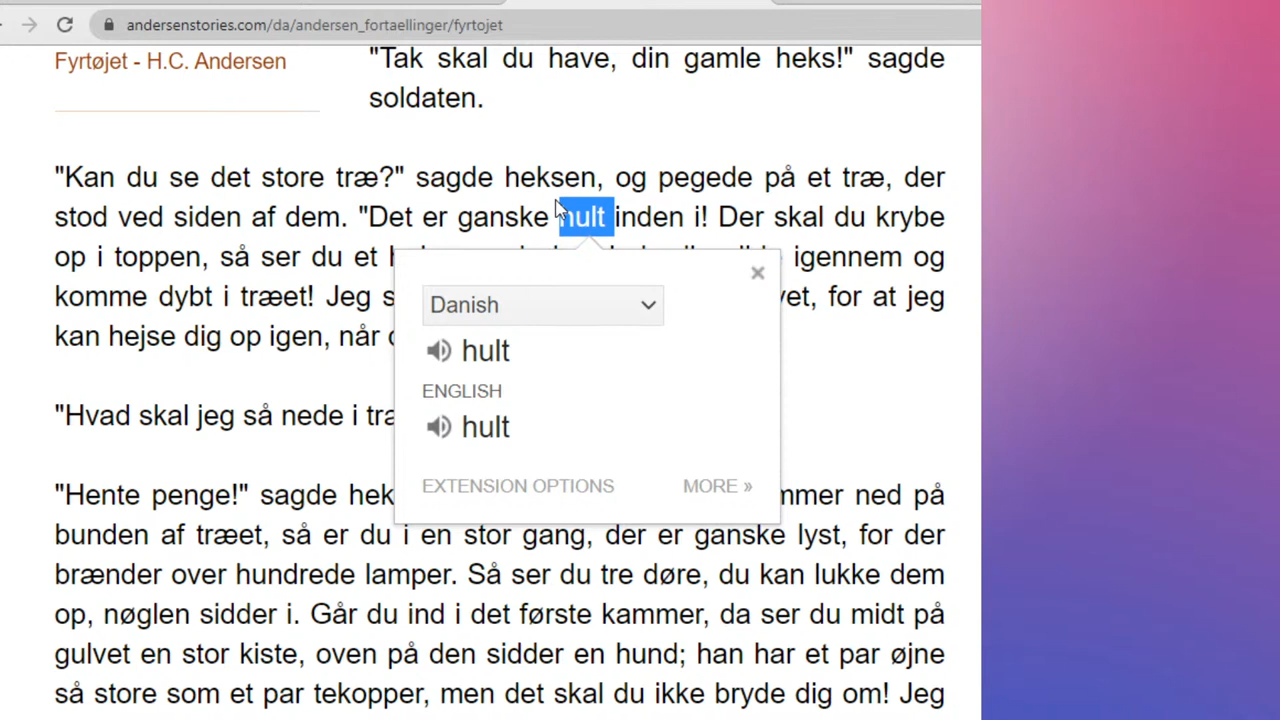 andersenstories.com/da/andersen_fortaellinger/fyrtojet
Fyrtøjet - H.C. Andersen
"Tak skal du have, din gamle heks!" sagde
soldaten.
"Kan du se det store træ?" sagde heksen, og pegede på et træ, der
stod ved siden af dem. "Det er ganske hult inden i! Der skal du krybe
op i toppen, så ser du et igennem og
komme dybt i træet! Jeg for at jeg
kan hejse dig op igen, når
"Hvad skal jeg så nede i
"Hente penge!" sagde ned på
bunden af træet, så er du i en stor gang, der er ganske lyst, for der
brænder over hundrede lamper. Så ser du tre døre, du kan lukke dem
op, nøglen sidder i. Går du ind i det første kammer, da ser du midt på
gulvet en stor kiste, oven på den sidder en hund; han har et par øjne
så store som et par tekopper, men det skal du ikke bryde dig om! Jeg
Danish
hult
ENGLISH
hult
EXTENSION OPTIONS MORE »